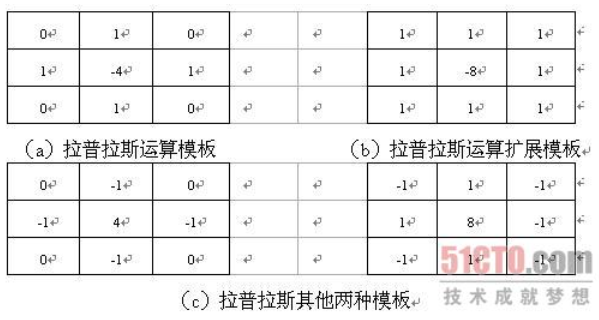 0 1 0 1 1 1
1 -4 1 1 -8 1
0 1 0 1 1 1
(a) 拉普拉斯运算模板 (b) 拉普拉斯运算扩展模板
0 -1 0 -1 1 -1
-1 4 -1 1 8 -1
0 -1 0 -1 1 -1
(c) 拉普拉斯其他两种模板
51CTO.com
技术成就梦想